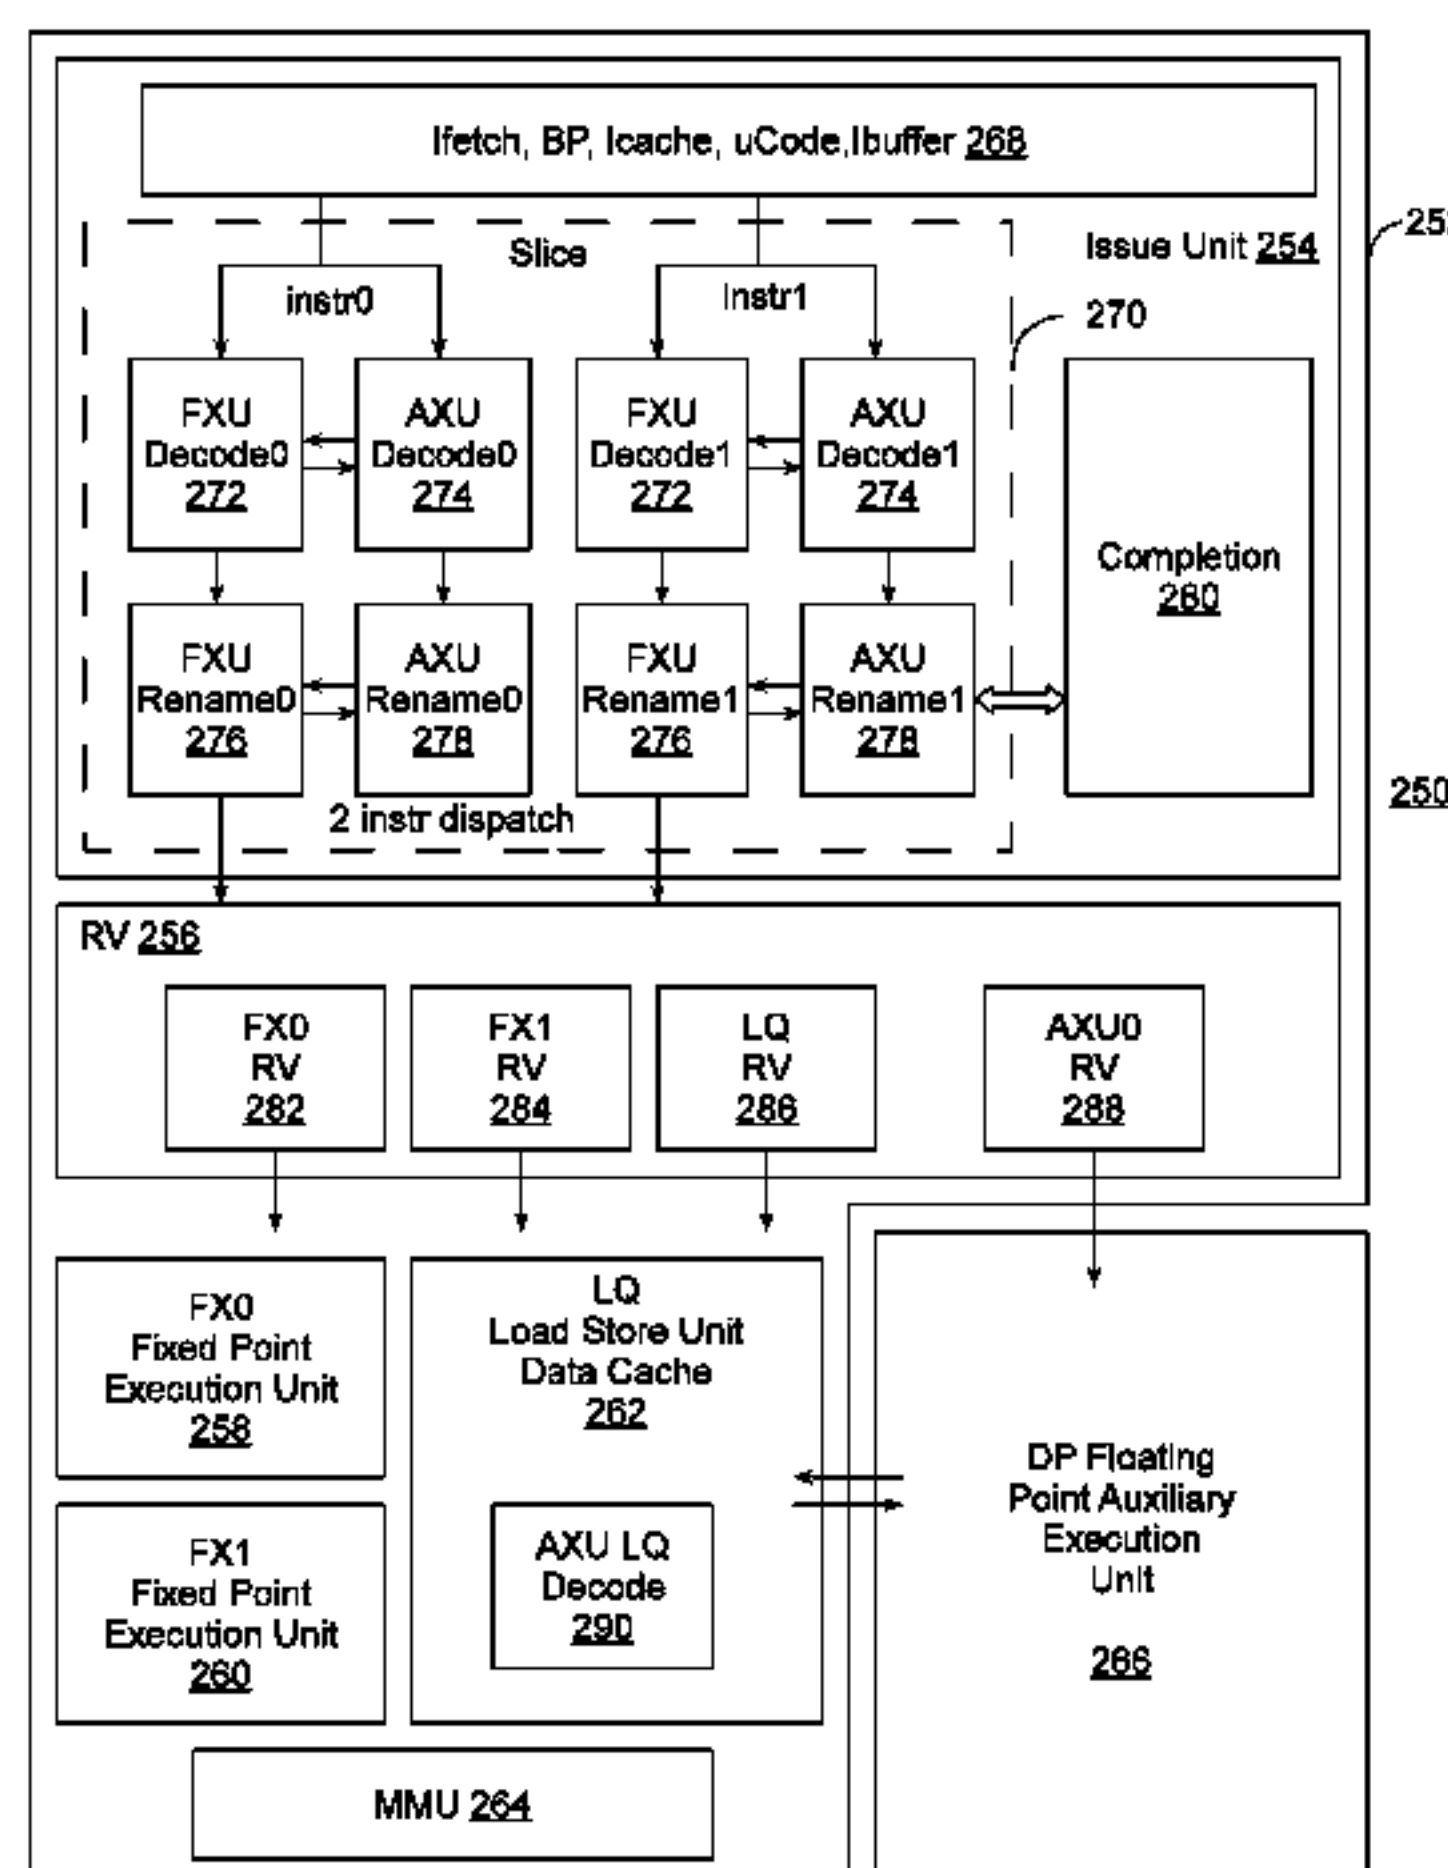 Ifetch, BP, Icache, uCode,Ibuffer 268
Slice
Issue Unit 254
instr0
Instr1
270
FXU
Decode0
272
AXU
Decode0
274
FXU
Decode1
272
AXU
Decode1
274
Completion
280
FXU
Rename0
276
AXU
Rename0
278
FXU
Rename1
276
AXU
Rename1
278
250
2 instr dispatch
RV 256
FX0
RV
282
FX1
RV
284
LQ
RV
286
AXU0
RV
288
FX0
Fixed Point
Execution Unit
258
LQ
Load Store Unit
Data Cache
262
DP Floating
Point Auxiliary
Execution
Unit
266
FX1
Fixed Point
Execution Unit
260
AXU LQ
Decode
290
MMU 264